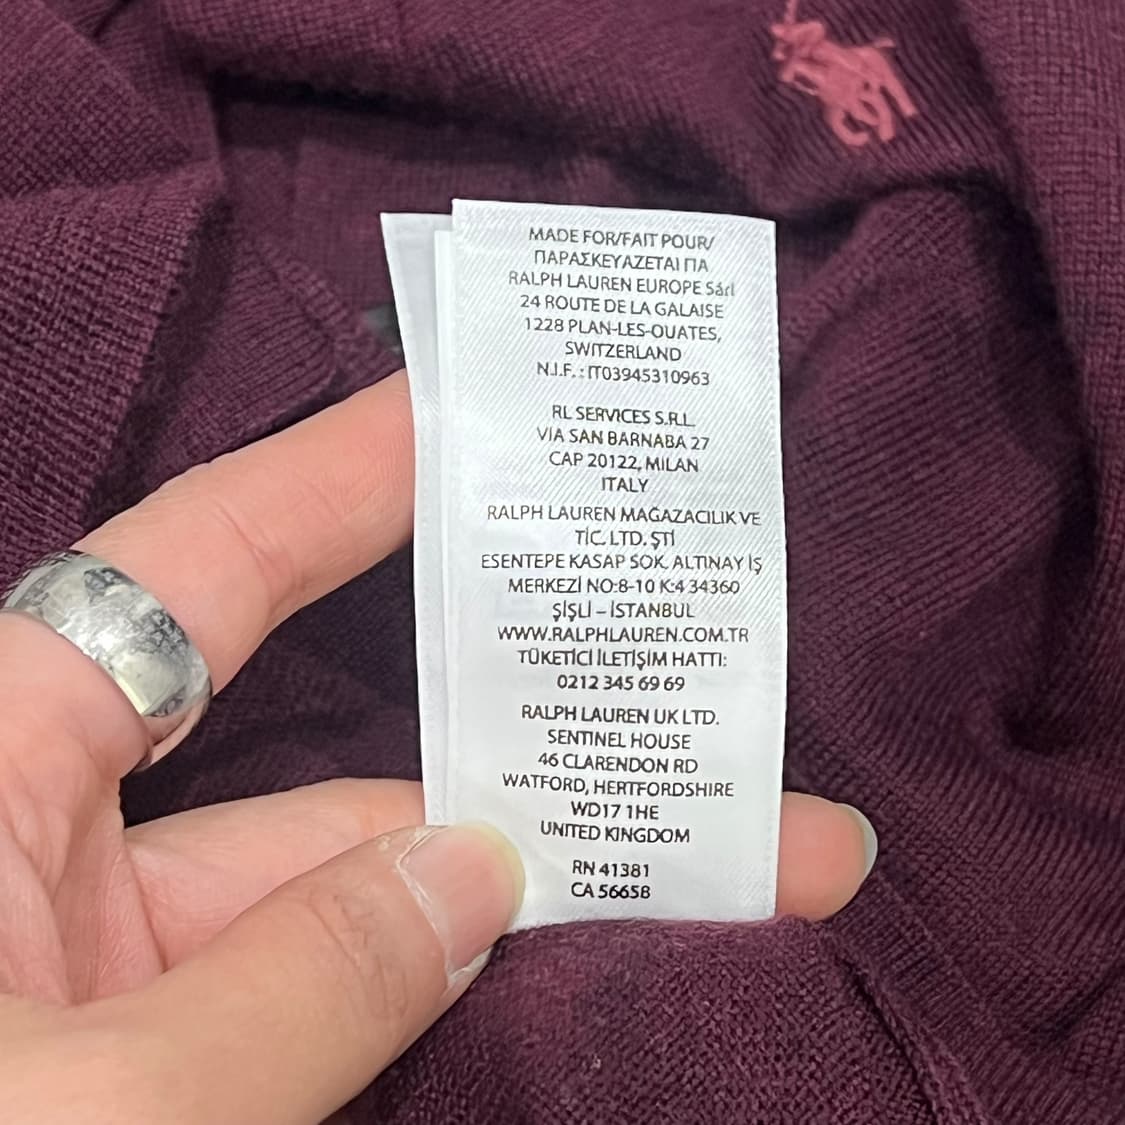 MADE FOR/FAIT POUR/
ΠΑΡΑΣΚΕΥΑΖΕΤΑΙ ΓΙΑ
RALPH LAUREN EUROPE Sárl
24 ROUTE DE LA GALAISE
1228 PLAN-LES-OUATES,
SWITZERLAND
N.I.F. : IT03945310963
RL SERVICES S.R.L.
VIA SAN BARNABA 27
CAP 20122, MILAN
ITALY
RALPH LAUREN MAĞAZACILIK VE
TİC. LTD. ŞTİ
ESENTEPE KASAP SOK. ALTINAY İŞ
MERKEZİ NO:8-10 K:4 34360
ŞİŞLİ – İSTANBUL
WWW.RALPHLAUREN.COM.TR
TÜKETİCİ İLETİŞİM HATTI:
0212 345 69 69
RALPH LAUREN UK LTD.
SENTINEL HOUSE
46 CLARENDON RD
WATFORD, HERTFORDSHIRE
WD17 1HE
UNITED KINGDOM
RN 41381
CA 56658